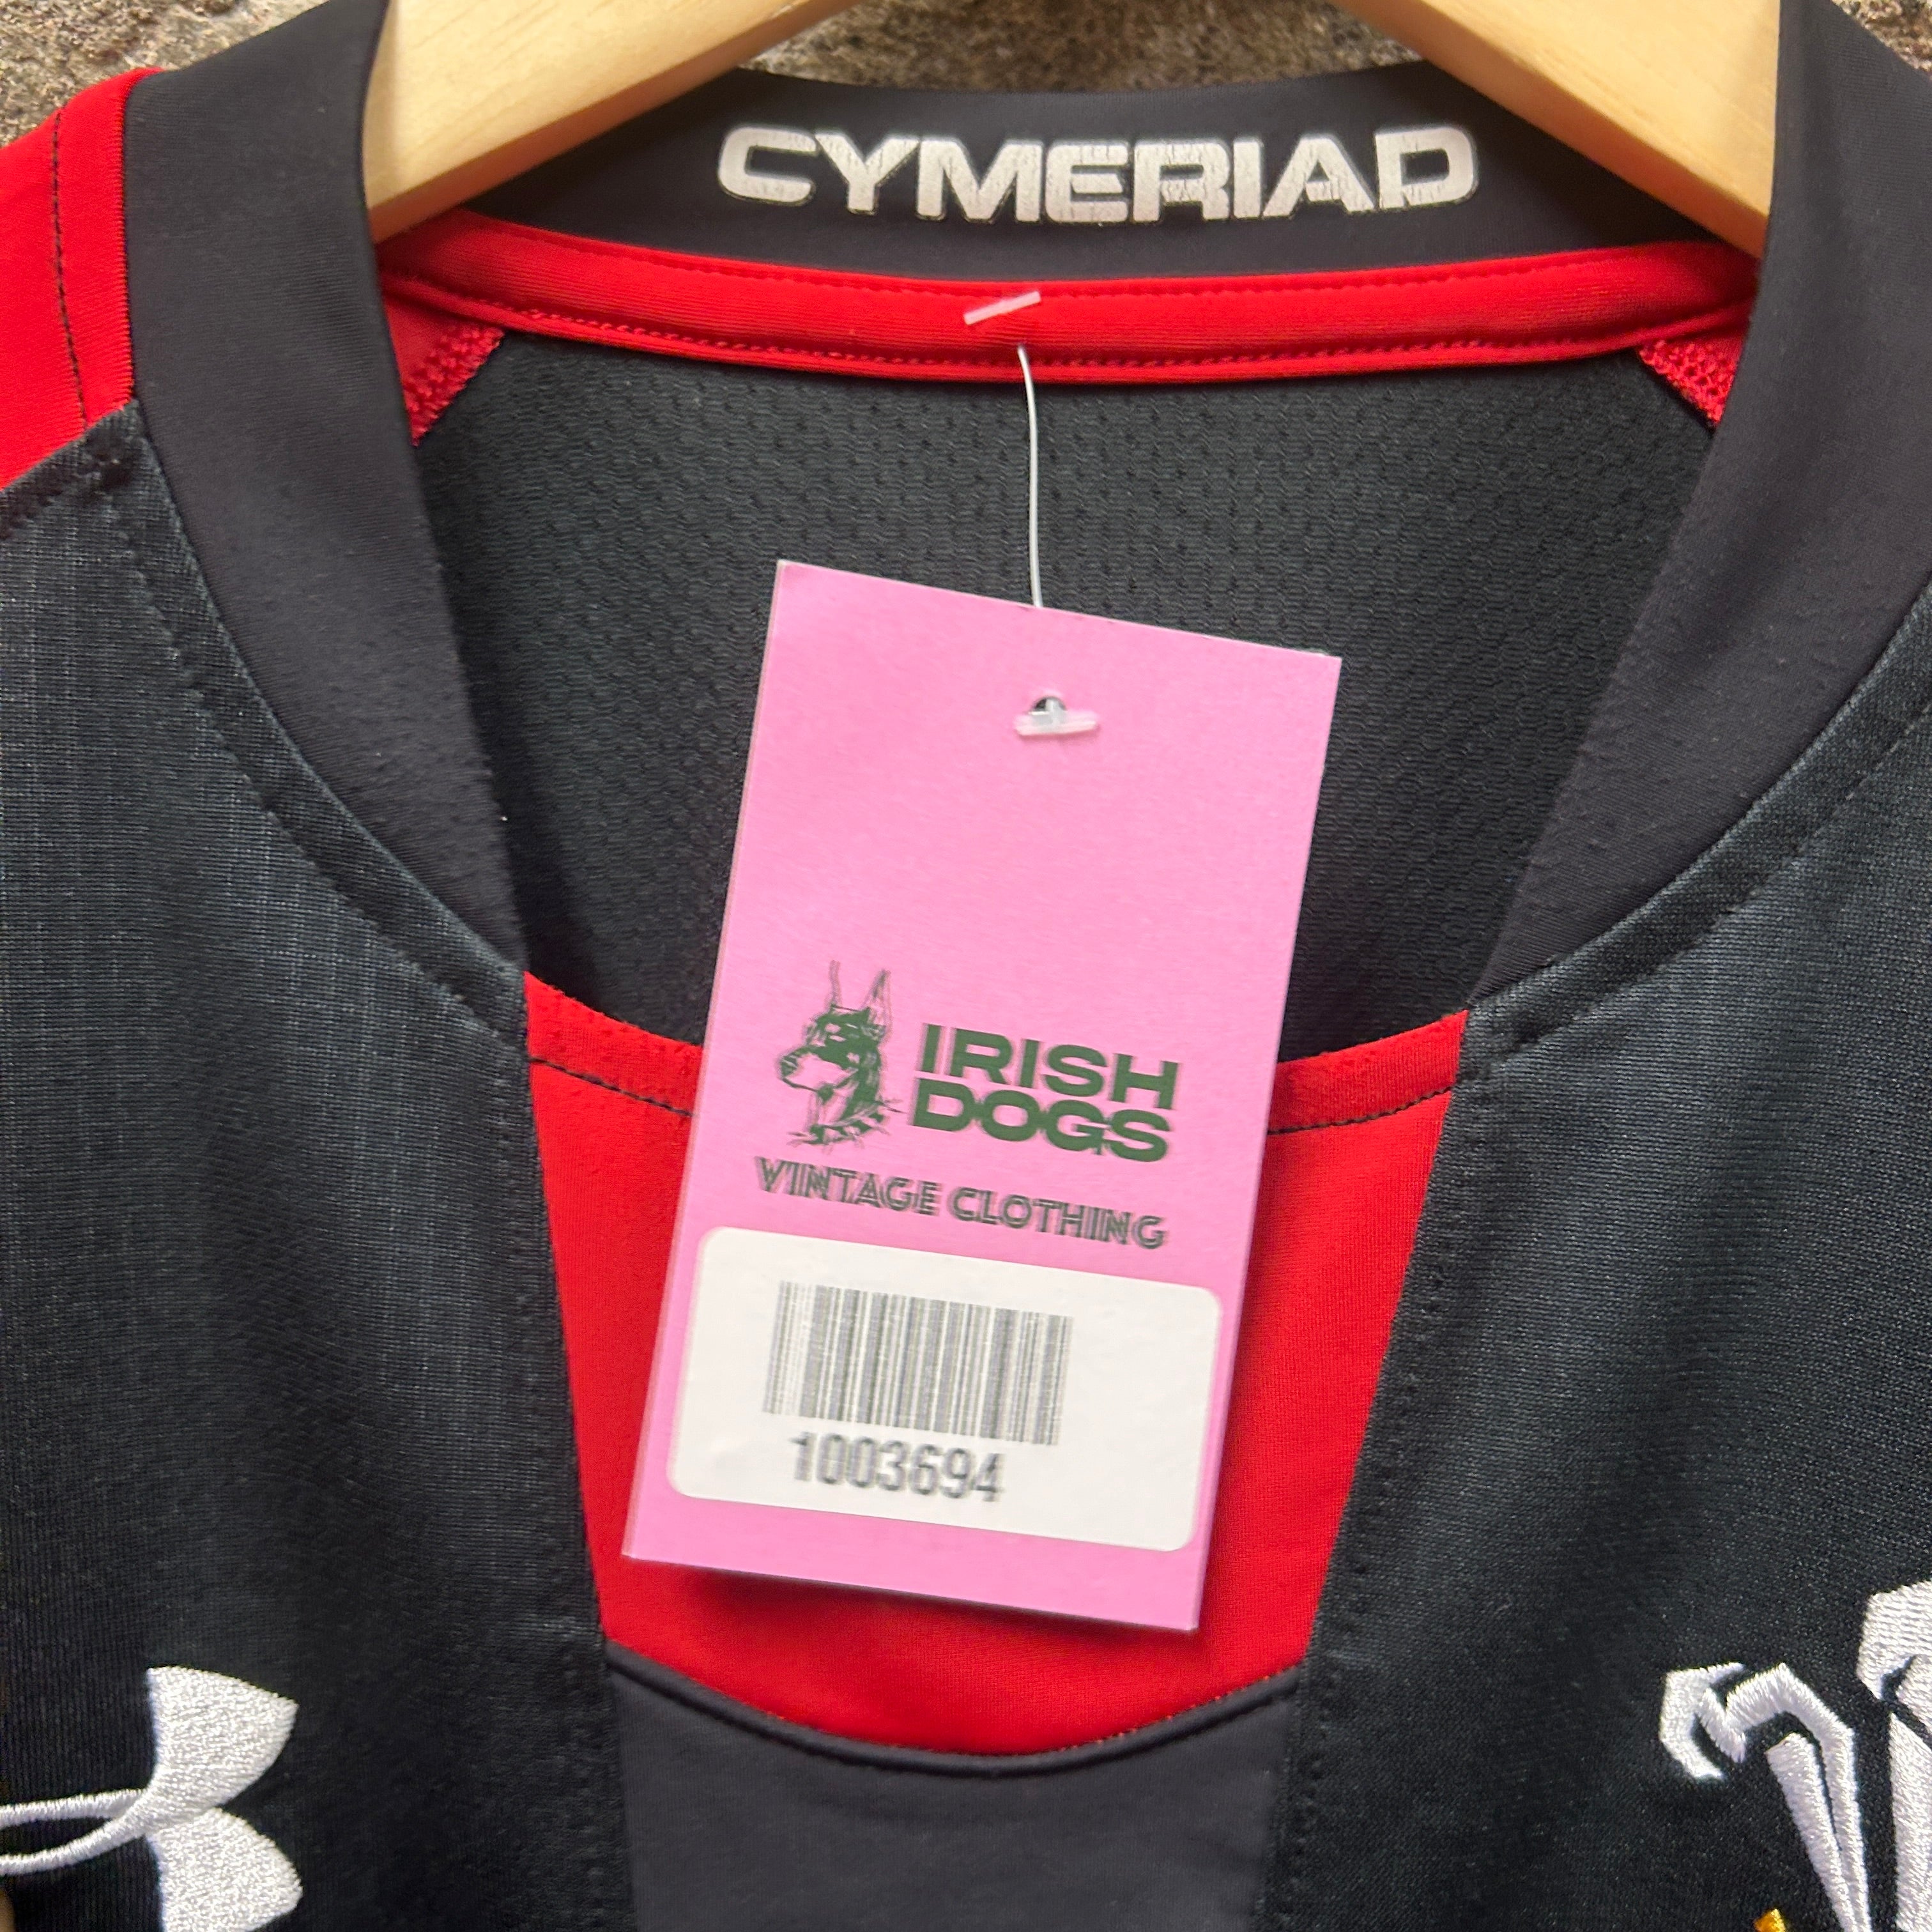 CYMERIAD
IRISH
DOGS
VINTAGE CLOTHING
1003694